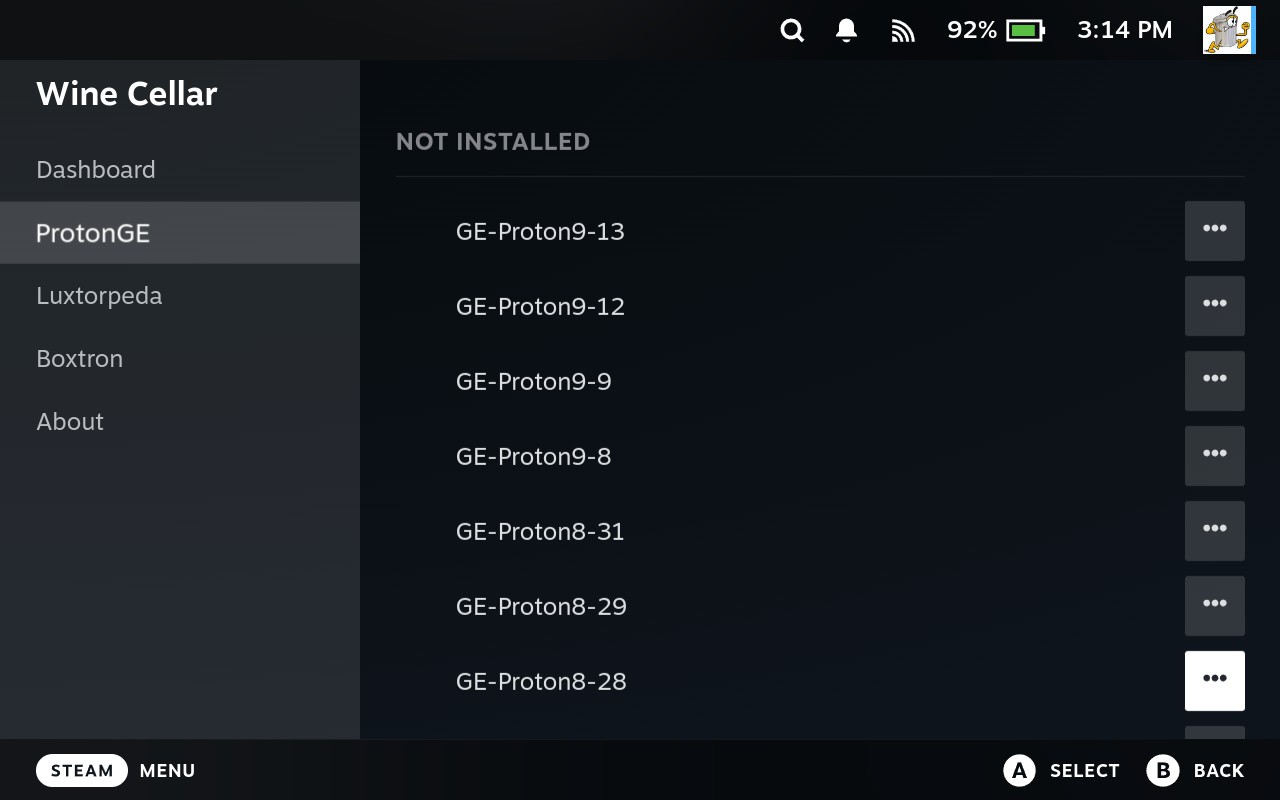 92% 3:14 PM
Wine Cellar
Dashboard
ProtonGE
Luxtorpeda
Boxtron
About
NOT INSTALLED
GE-Proton9-13
GE-Proton9-12
GE-Proton9-9
GE-Proton9-8
GE-Proton8-31
GE-Proton8-29
GE-Proton8-28
STEAM MENU
A SELECT B BACK